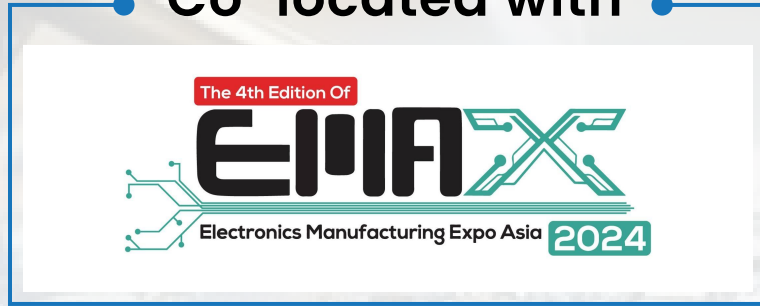 Co-located with
The 4th Edition Of
EMAX
Electronics Manufacturing Expo Asia 2024